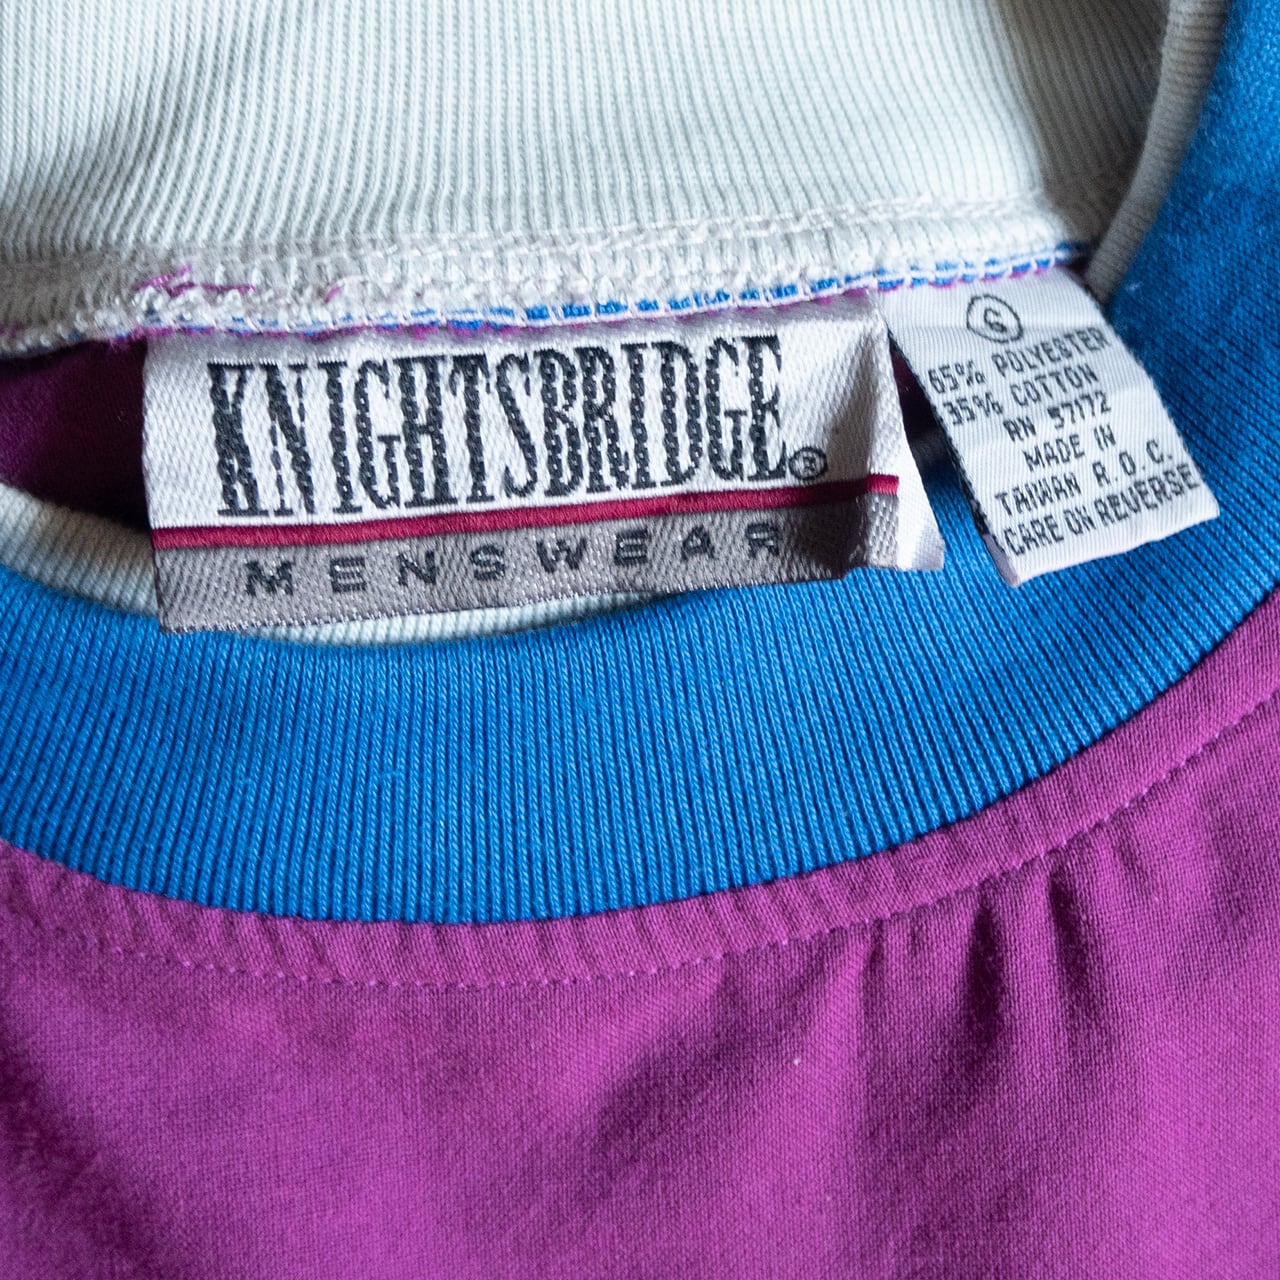 KNIGHTSBRIDGE ®
MENSWEAR
65% POLYESTER
35% COTTON
RN 57172
MADE IN
TAIWAN R.O.C.
CARE ON REVERSE